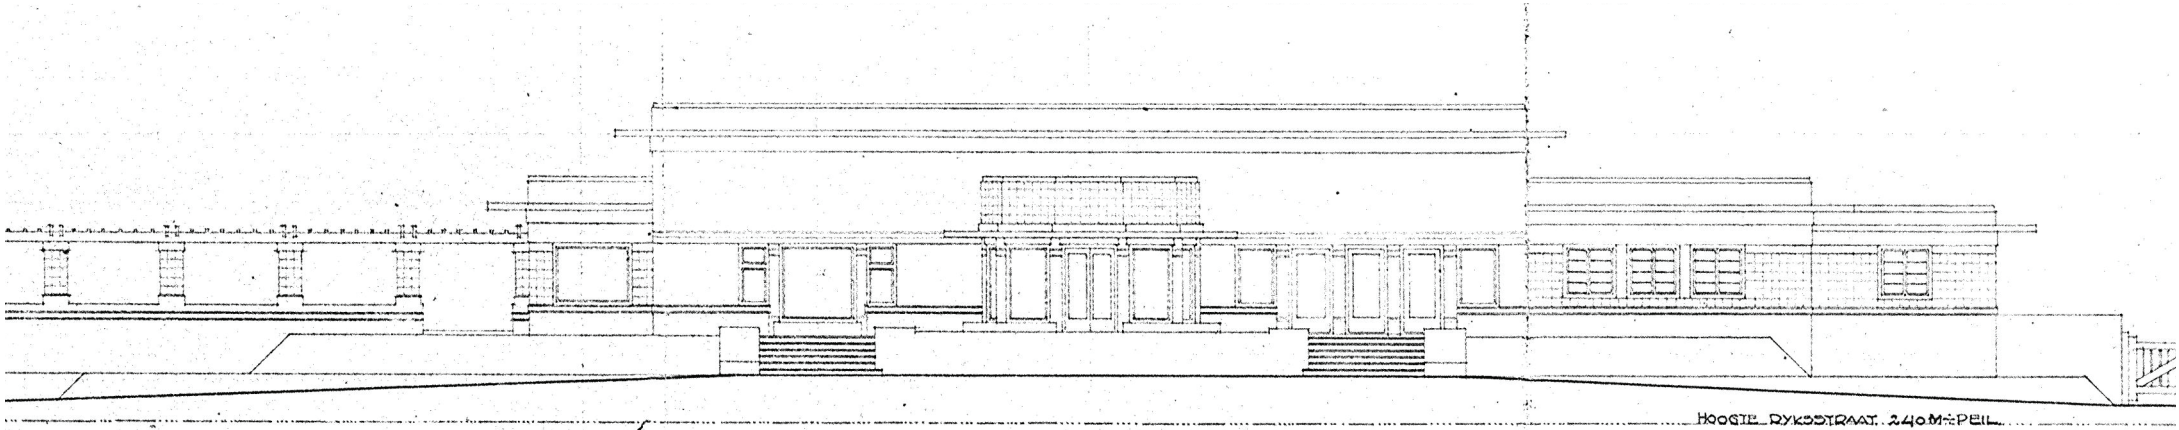 HOOGTE RYKSSTRAAT. 2.40 M÷PEIL.